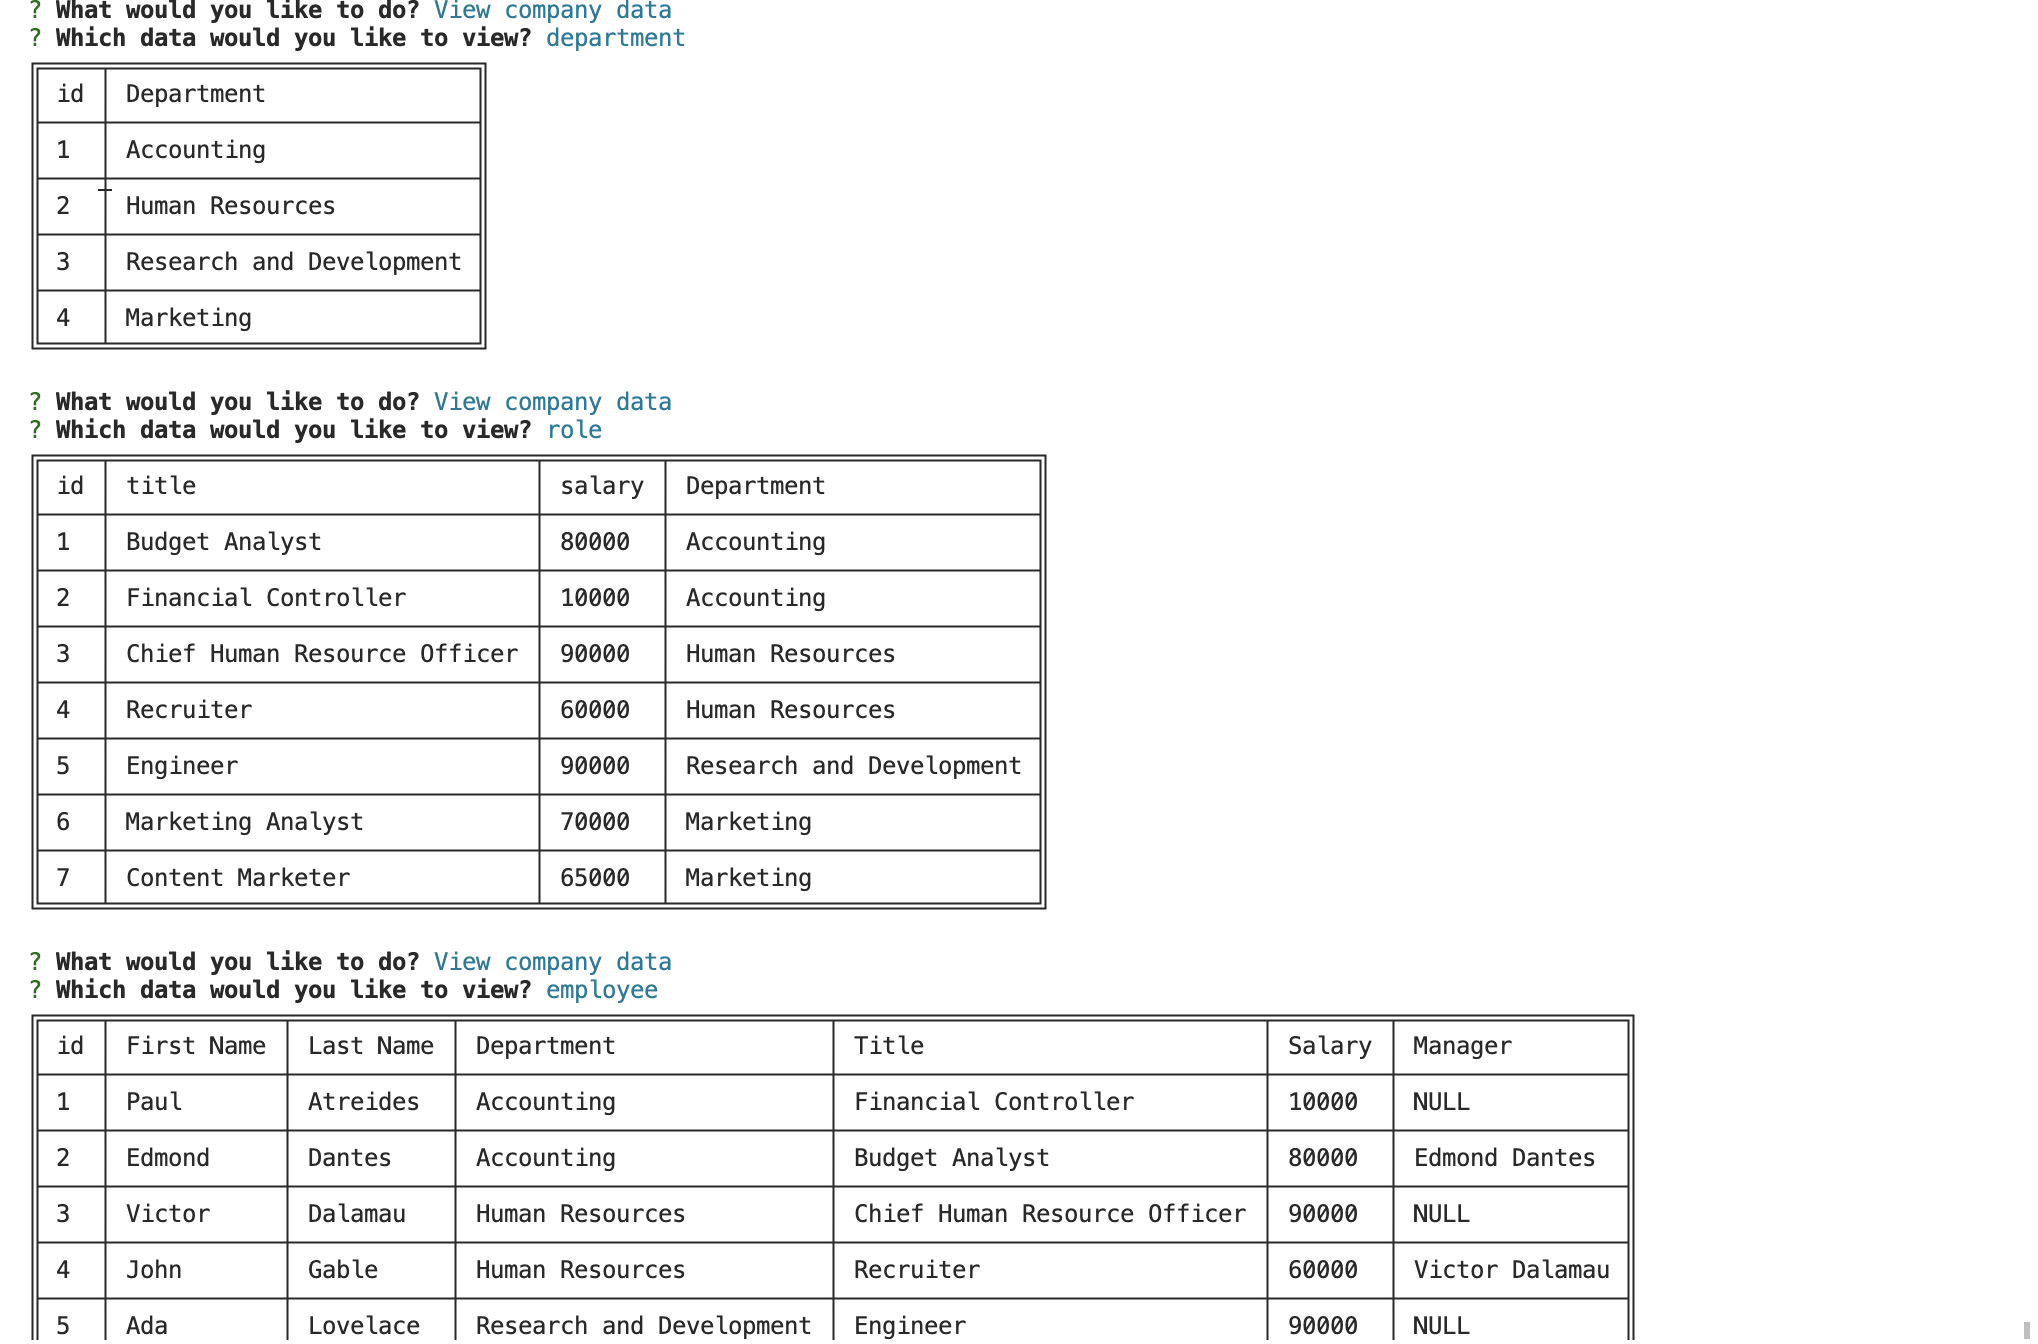 ? What would you like to do? View company data
? Which data would you like to view? department
id Department
1 Accounting
2 Human Resources
3 Research and Development
4 Marketing
? What would you like to do? View company data
? Which data would you like to view? role
id title salary Department
1 Budget Analyst 80000 Accounting
2 Financial Controller 10000 Accounting
3 Chief Human Resource Officer 90000 Human Resources
4 Recruiter 60000 Human Resources
5 Engineer 90000 Research and Development
6 Marketing Analyst 70000 Marketing
7 Content Marketer 65000 Marketing
? What would you like to do? View company data
? Which data would you like to view? employee
id First Name Last Name Department Title Salary Manager
1 Paul Atreides Accounting Financial Controller 10000 NULL
2 Edmond Dantes Accounting Budget Analyst 80000 Edmond Dantes
3 Victor Dalamau Human Resources Chief Human Resource Officer 90000 NULL
4 John Gable Human Resources Recruiter 60000 Victor Dalamau
5 Ada Lovelace Research and Development Engineer 90000 NULL